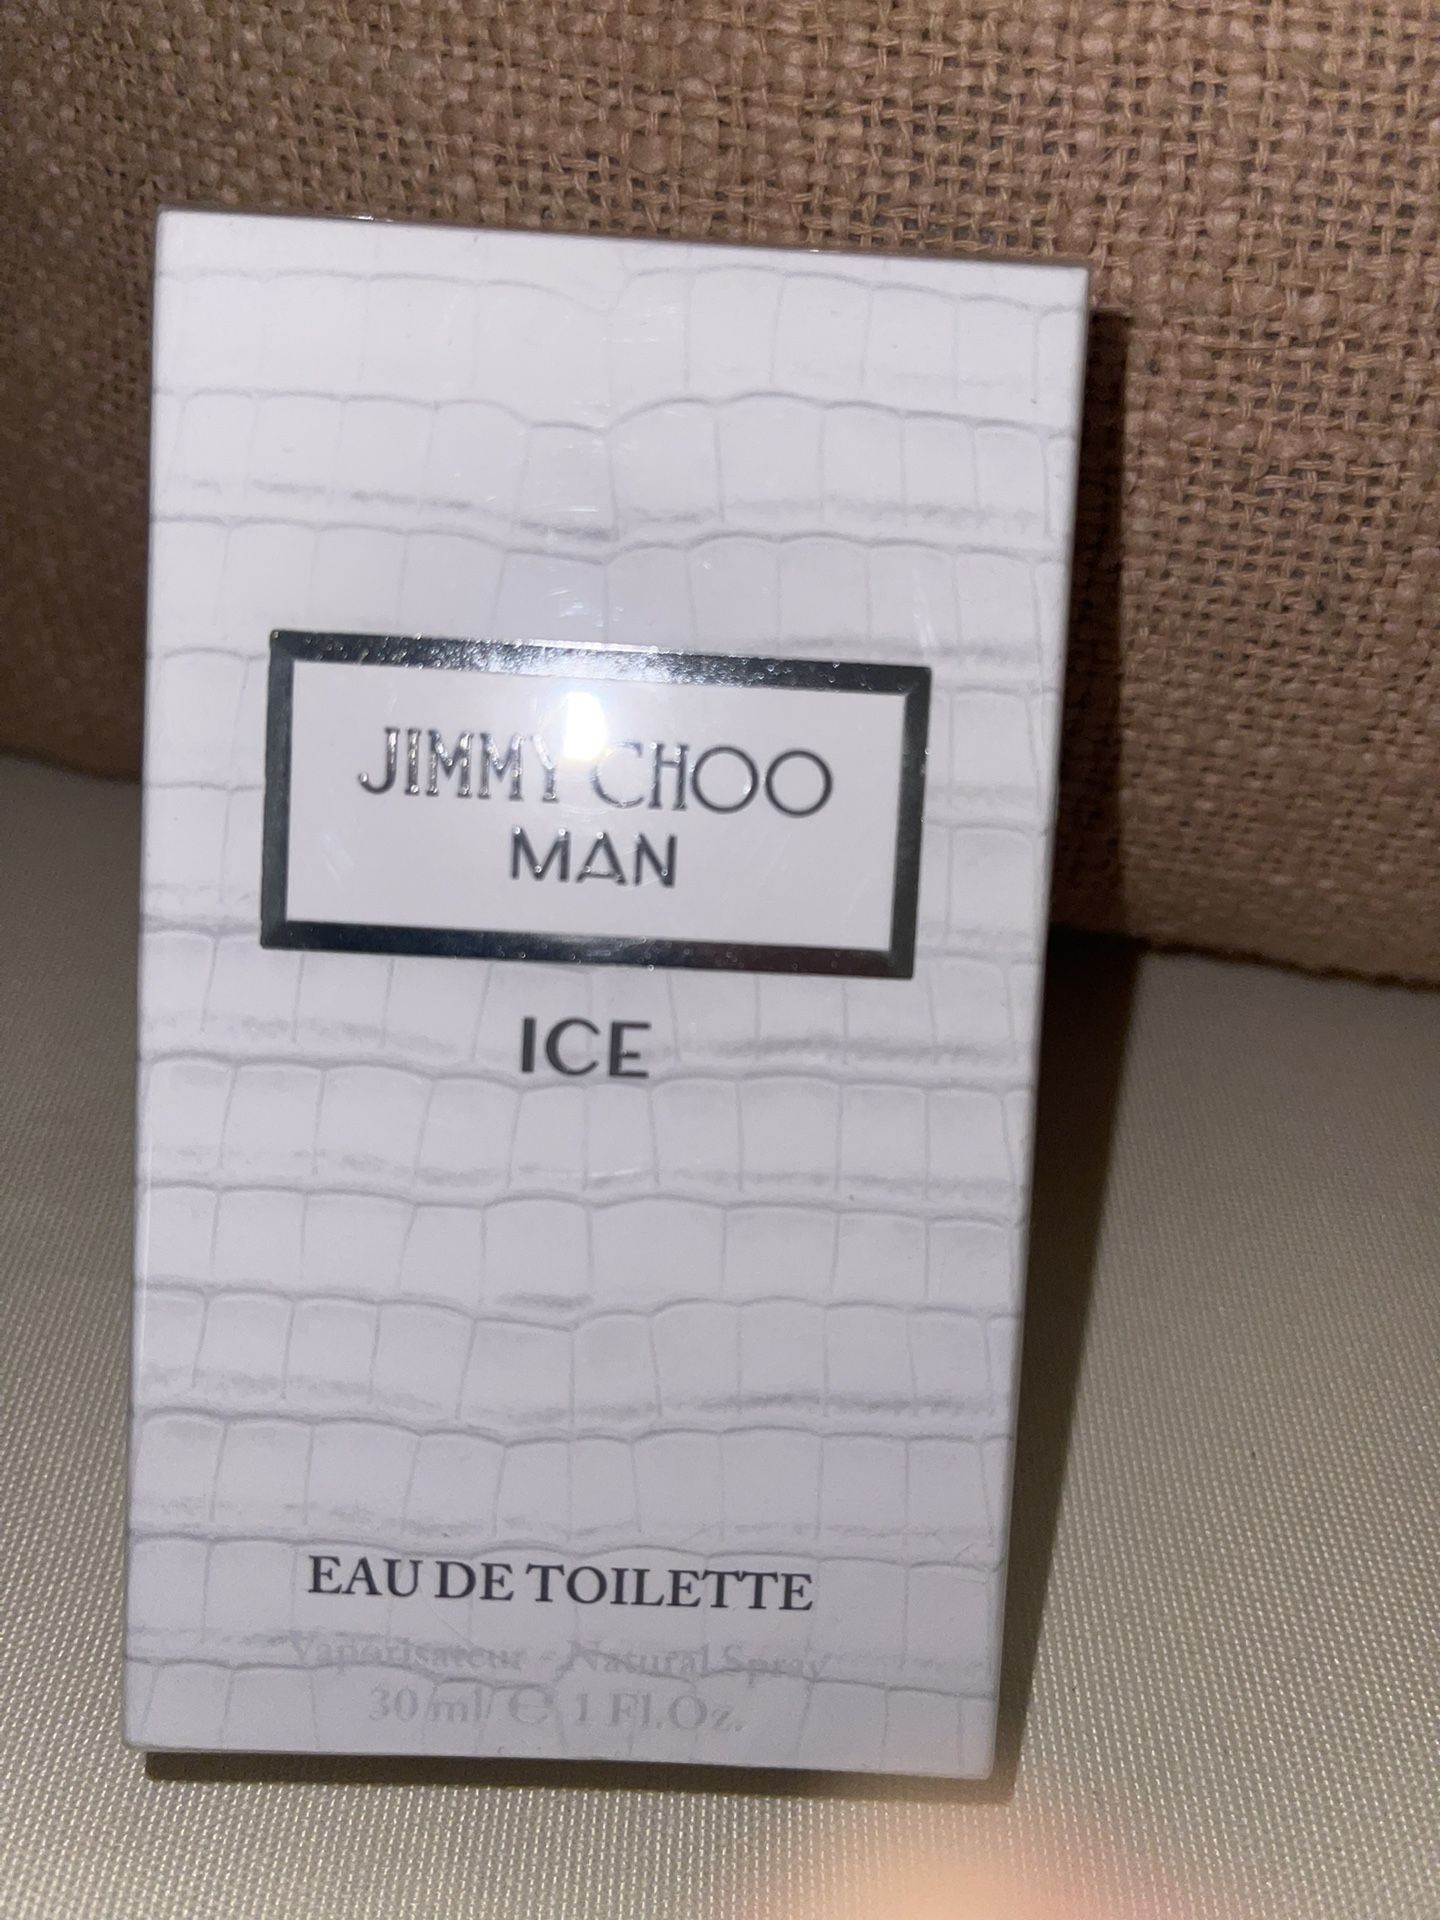 JIMMY CHOO
MAN
ICE
EAU DE TOILETTE
Vaporisateur - Natural Spray
30 ml e 1 Fl.Oz.